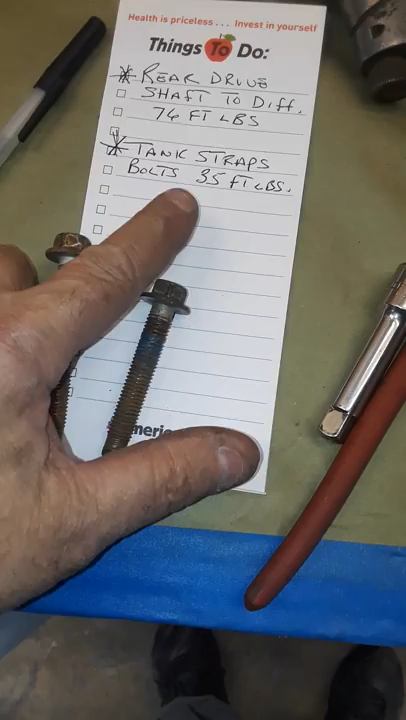 Health is priceless . . . Invest in yourself
Things To Do:
* REAR DRIVE
SHAFT TO DIFF.
76 FT LBS
* TANK STRAPS
BOLTS 35 FT LBS.